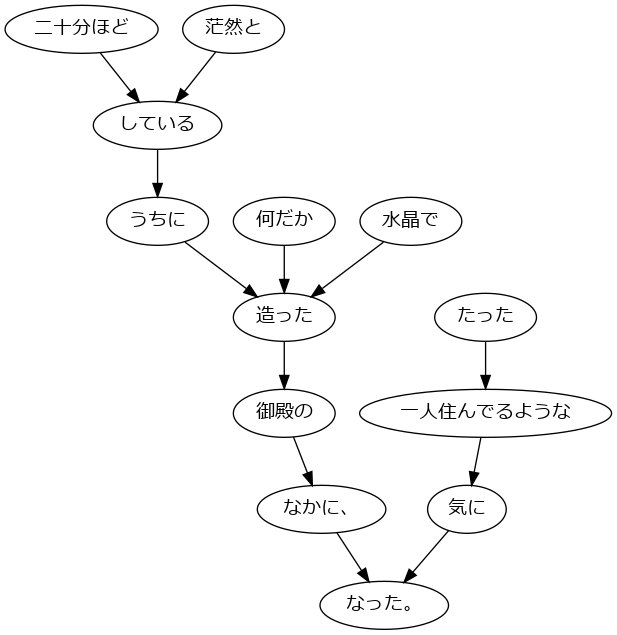 二十分ほど
茫然と
している
うちに
何だか
水晶で
造った
たった
御殿の
一人住んでるような
なかに、
気に
なった。